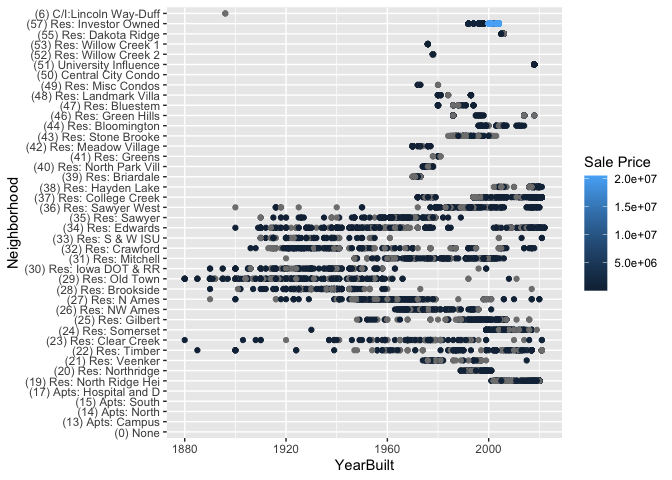 (6) C/I:Lincoln Way-Duff
(57) Res: Investor Owned
(55) Res: Dakota Ridge
(53) Res: Willow Creek 1
(52) Res: Willow Creek 2
(51) University Influence
(50) Central City Condo
(49) Res: Misc Condos
(48) Res: Landmark Villa
(47) Res: Bluestem
(46) Res: Green Hills
(44) Res: Bloomington
(43) Res: Stone Brooke
(42) Res: Meadow Village
(41) Res: Greens
(40) Res: North Park Vill
(39) Res: Briardale
(38) Res: Hayden Lake
(37) Res: College Creek
(36) Res: Sawyer West
(35) Res: Sawyer
(34) Res: Edwards
(33) Res: S & W ISU
(32) Res: Crawford
(31) Res: Mitchell
(30) Res: Iowa DOT & RR
(29) Res: Old Town
(28) Res: Brookside
(27) Res: N Ames
(26) Res: NW Ames
(25) Res: Gilbert
(24) Res: Somerset
(23) Res: Clear Creek
(22) Res: Timber
(21) Res: Veenker
(20) Res: Northridge
(19) Res: North Ridge Hei
(17) Apts: Hospital and D
(15) Apts: South
(14) Apts: North
(13) Apts: Campus
(0) None
Neighborhood
1880 1920 1960 2000
YearBuilt
Sale Price
2.0e+07
1.5e+07
1.0e+07
5.0e+06